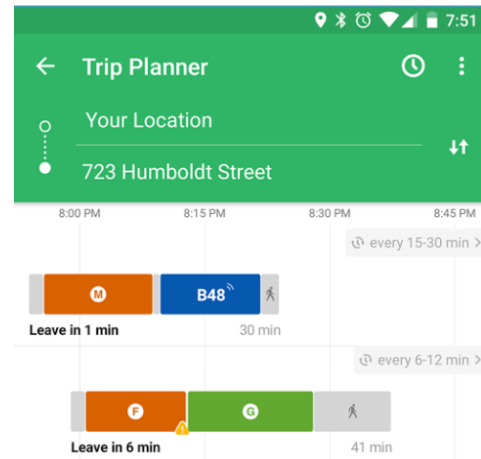 7:51
Trip Planner
Your Location
723 Humboldt Street
8:00 PM 8:15 PM 8:30 PM 8:45 PM
every 15-30 min >
M B48
Leave in 1 min 30 min
every 6-12 min >
F G
Leave in 6 min 41 min